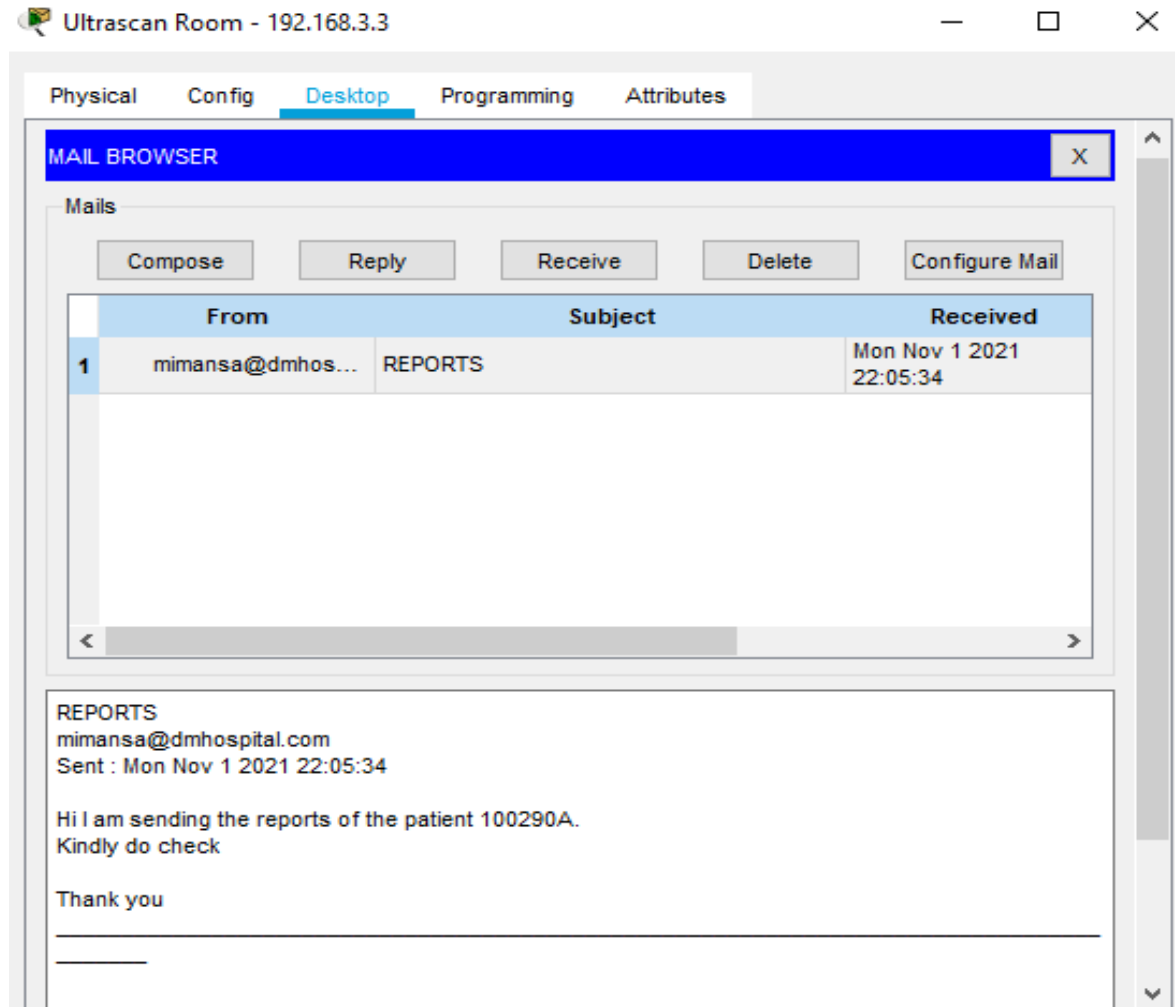 Ultrascan Room - 192.168.3.3
Physical Config Desktop Programming Attributes
MAIL BROWSER X
Mails
Compose Reply Receive Delete Configure Mail
From Subject Received
1 mimansa@dmhos... REPORTS Mon Nov 1 2021
22:05:34
REPORTS
mimansa@dmhospital.com
Sent : Mon Nov 1 2021 22:05:34
Hi I am sending the reports of the patient 100290A.
Kindly do check
Thank you